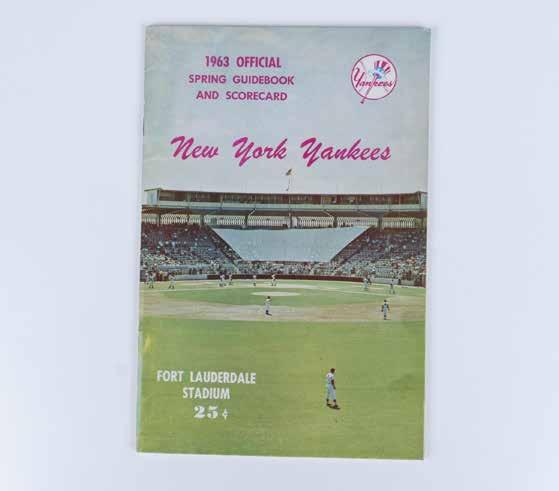 1963 OFFICIAL
SPRING GUIDEBOOK
AND SCORECARD
Yankees
New York Yankees
FORT LAUDERDALE
STADIUM
25¢